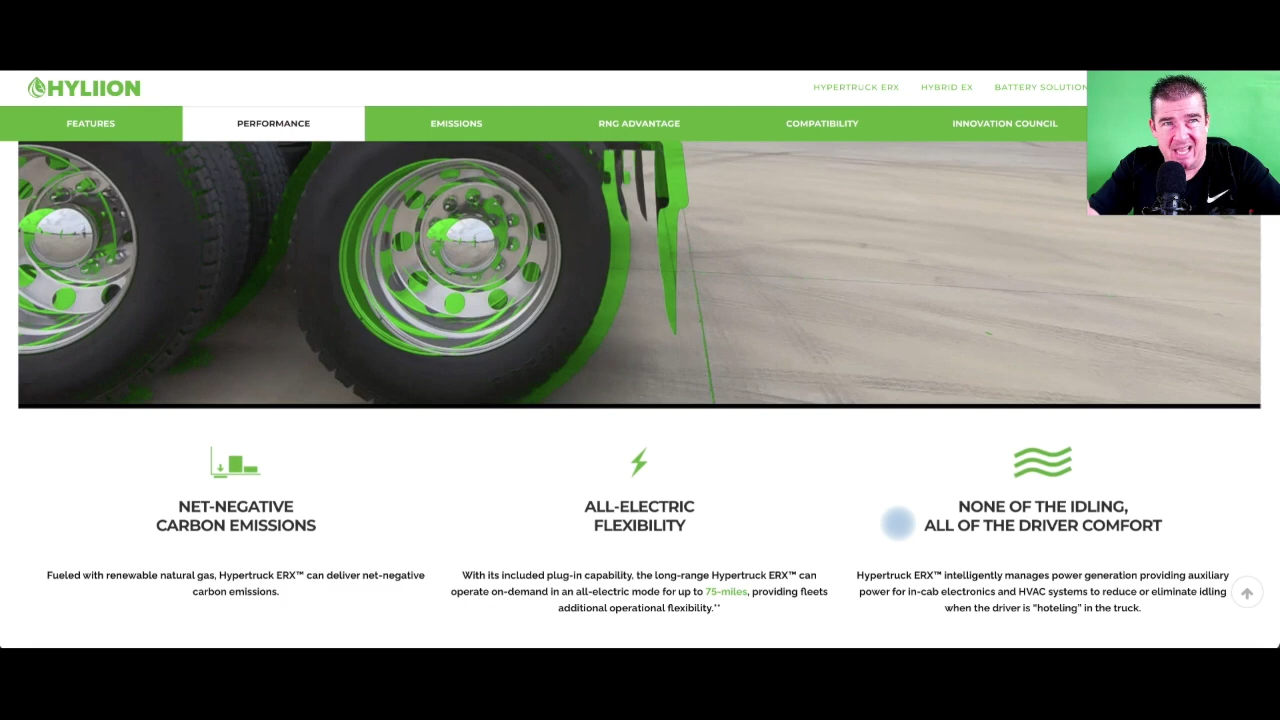 HYLIION
HYPERTRUCK ERX HYBRID EX BATTERY SOLUTION
FEATURES PERFORMANCE EMISSIONS RNG ADVANTAGE COMPATIBILITY INNOVATION COUNCIL
NET-NEGATIVE
CARBON EMISSIONS
Fueled with renewable natural gas, Hypertruck ERX™ can deliver net-negative
carbon emissions.
ALL-ELECTRIC
FLEXIBILITY
With its included plug-in capability, the long-range Hypertruck ERX™ can
operate on-demand in an all-electric mode for up to 75-miles, providing fleets
additional operational flexibility.**
NONE OF THE IDLING,
ALL OF THE DRIVER COMFORT
Hypertruck ERX™ intelligently manages power generation providing auxiliary
power for in-cab electronics and HVAC systems to reduce or eliminate idling
when the driver is "hoteling" in the truck.